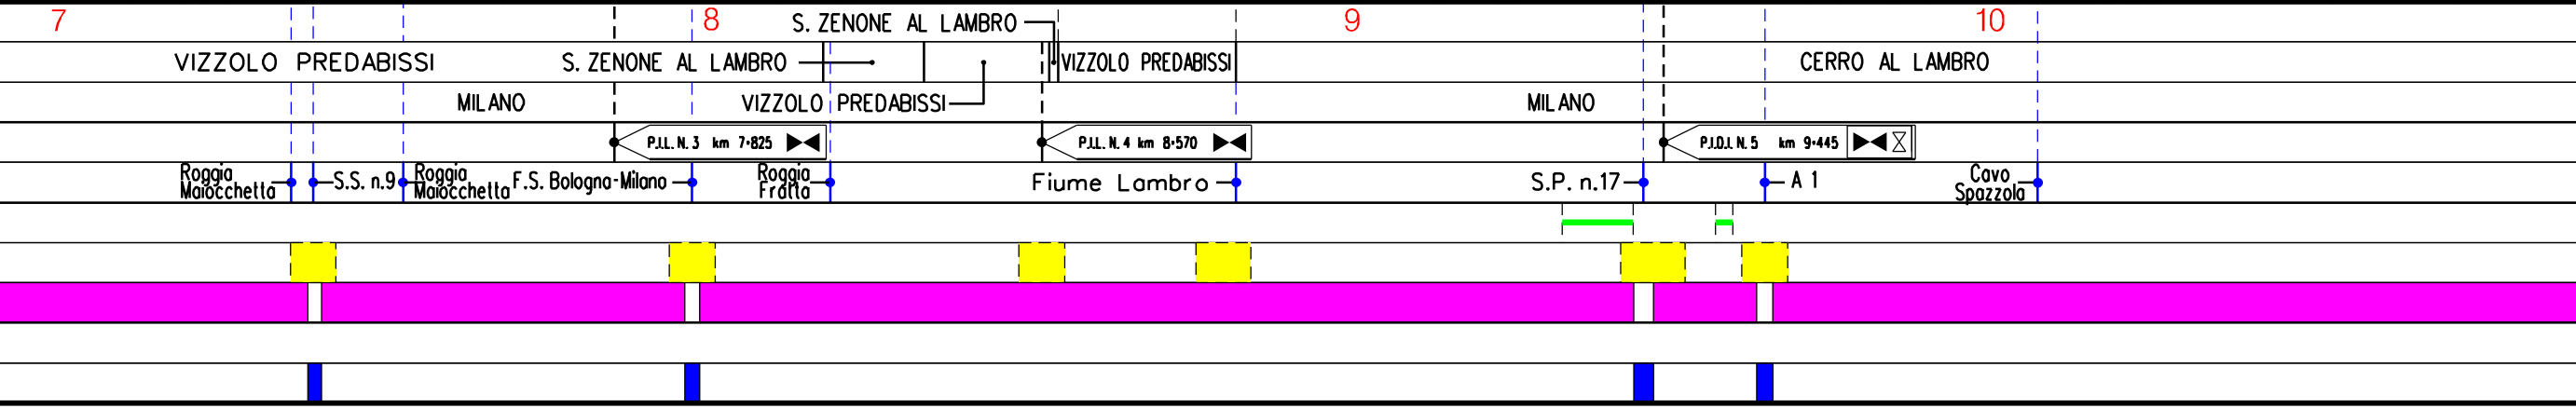 7 8 S. ZENONE AL LAMBRO 9 10
VIZZOLO PREDABISSI S. ZENONE AL LAMBRO VIZZOLO PREDABISSI CERRO AL LAMBRO
MILANO VIZZOLO PREDABISSI MILANO
P.I.L. N. 3 km 7+825 P.I.L. N. 4 km 8+570 P.I.D.I. N. 5 km 9+445
Roggia
Maiocchetta
S.S. n.9
Roggia
Maiocchetta
F.S. Bologna-Milano
Roggia
Fratta
Fiume Lambro
S.P. n.17
A 1
Cavo
Spazzola